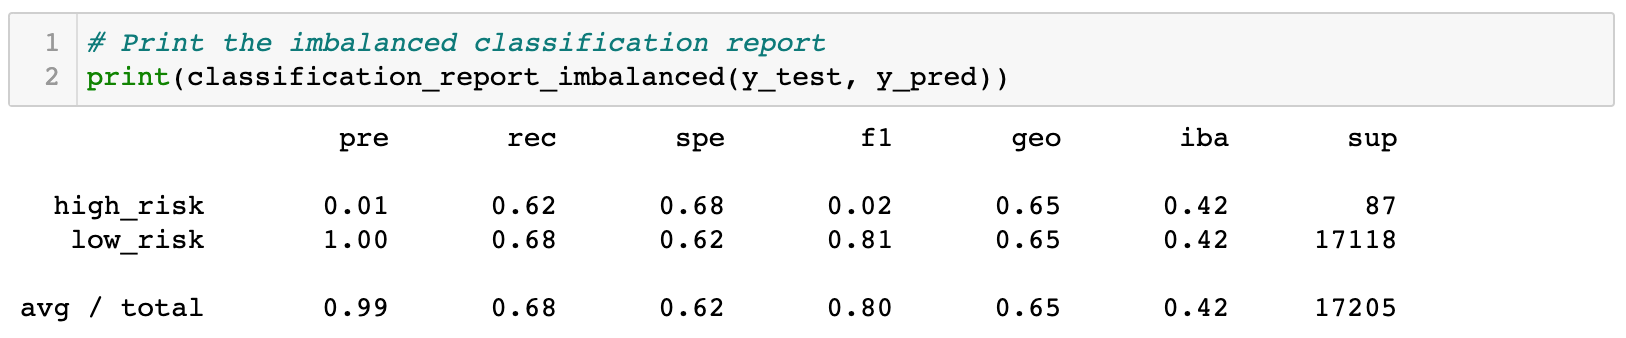 1 # Print the imbalanced classification report
2 print(classification_report_imbalanced(y_test, y_pred))
pre rec spe f1 geo iba sup
high_risk 0.01 0.62 0.68 0.02 0.65 0.42 87
low_risk 1.00 0.68 0.62 0.81 0.65 0.42 17118
avg / total 0.99 0.68 0.62 0.80 0.65 0.42 17205